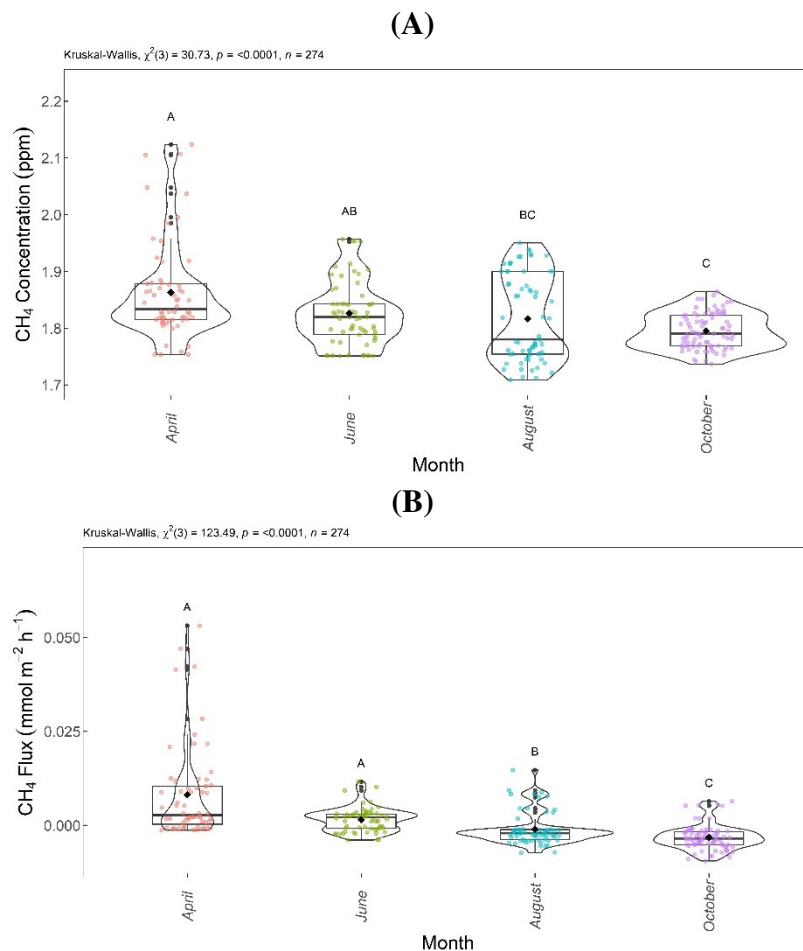 (A)
Kruskal-Wallis, χ²(3) = 30.73, p = <0.0001, n = 274
CH₄ Concentration (ppm)
2.2
2.1
2.0
1.9
1.8
1.7
A
AB
BC
C
April
June
August
October
Month
(B)
Kruskal-Wallis, χ²(3) = 123.49, p = <0.0001, n = 274
CH₄ Flux (mmol m⁻² h⁻¹)
0.050
0.025
0.000
A
A
B
C
April
June
August
October
Month